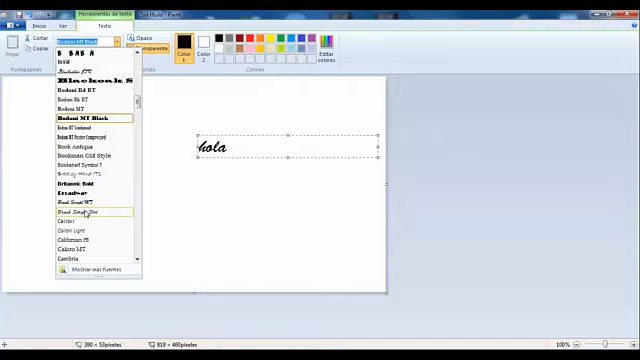 Herramientas de texto
Sin título - Paint
Inicio
Ver
Texto
Pegar
Cortar
Copiar
Portapapeles
Bodoni MT Black
Opaco
Transparente
Fondo
Color
1
Color
2
Editar
colores
Colores
Blackoak S
Bodoni Bd BT
Bodoni Bk BT
Bodoni MT
Bodoni MT Black
Bodoni MT Condensed
Bodoni MT Poster Compressed
Book Antiqua
Bookman Old Style
Bookshelf Symbol 7
Britannic Bold
Broadway
Brush Script MT
Brush Script Std
Calibri
Calibri Light
Californian FB
Calisto MT
Cambria
Mostrar más fuentes
hola
390 × 53píxeles
819 × 460píxeles
100%